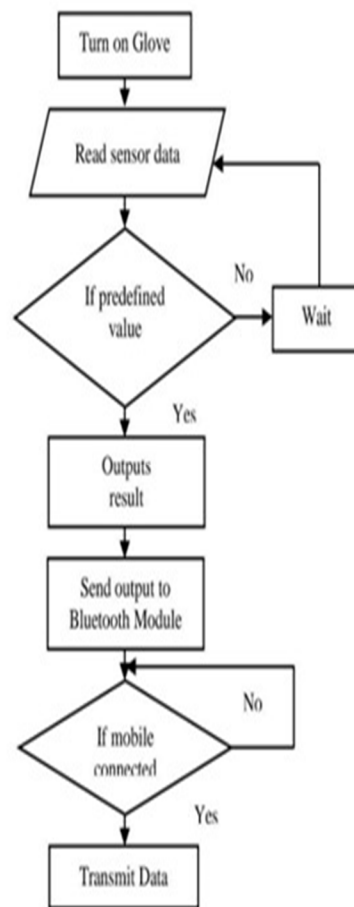 Turn on Glove
Read sensor data
If predefined
value
No
Wait
Yes
Outputs
result
Send output to
Bluetooth Module
No
If mobile
connected
Yes
Transmit Data